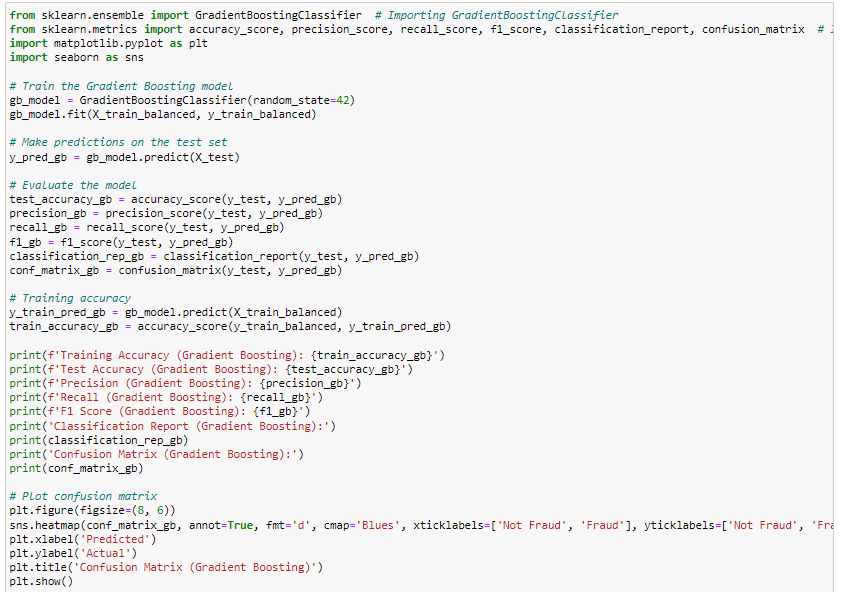 from sklearn.ensemble import GradientBoostingClassifier  # Importing GradientBoostingClassifier
from sklearn.metrics import accuracy_score, precision_score, recall_score, f1_score, classification_report, confusion_matrix  #
import matplotlib.pyplot as plt
import seaborn as sns

# Train the Gradient Boosting model
gb_model = GradientBoostingClassifier(random_state=42)
gb_model.fit(X_train_balanced, y_train_balanced)

# Make predictions on the test set
y_pred_gb = gb_model.predict(X_test)

# Evaluate the model
test_accuracy_gb = accuracy_score(y_test, y_pred_gb)
precision_gb = precision_score(y_test, y_pred_gb)
recall_gb = recall_score(y_test, y_pred_gb)
f1_gb = f1_score(y_test, y_pred_gb)
classification_rep_gb = classification_report(y_test, y_pred_gb)
conf_matrix_gb = confusion_matrix(y_test, y_pred_gb)

# Training accuracy
y_train_pred_gb = gb_model.predict(X_train_balanced)
train_accuracy_gb = accuracy_score(y_train_balanced, y_train_pred_gb)

print(f'Training Accuracy (Gradient Boosting): {train_accuracy_gb}')
print(f'Test Accuracy (Gradient Boosting): {test_accuracy_gb}')
print(f'Precision (Gradient Boosting): {precision_gb}')
print(f'Recall (Gradient Boosting): {recall_gb}')
print(f'F1 Score (Gradient Boosting): {f1_gb}')
print('Classification Report (Gradient Boosting):')
print(classification_rep_gb)
print('Confusion Matrix (Gradient Boosting):')
print(conf_matrix_gb)

# Plot confusion matrix
plt.figure(figsize=(8, 6))
sns.heatmap(conf_matrix_gb, annot=True, fmt='d', cmap='Blues', xticklabels=['Not Fraud', 'Fraud'], yticklabels=['Not Fraud', 'Fra
plt.xlabel('Predicted')
plt.ylabel('Actual')
plt.title('Confusion Matrix (Gradient Boosting)')
plt.show()